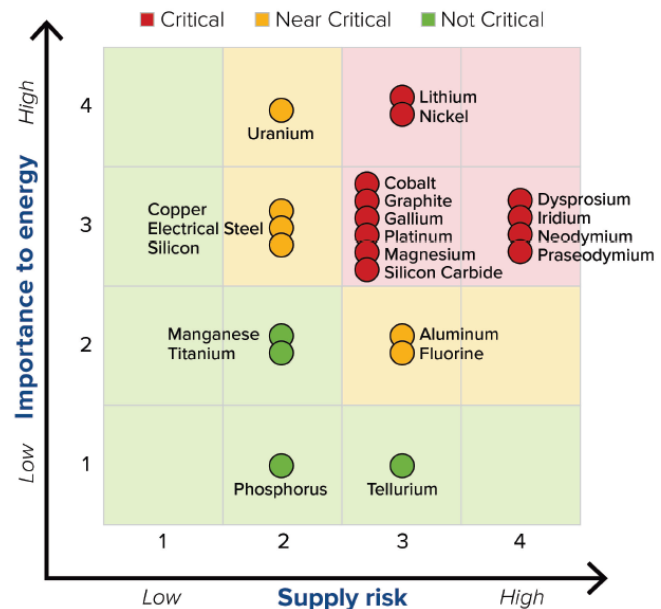 Critical
Near Critical
Not Critical
High
Importance to energy
Low
4
3
2
1
Uranium
Lithium
Nickel
Copper
Electrical Steel
Silicon
Cobalt
Graphite
Gallium
Platinum
Magnesium
Silicon Carbide
Dysprosium
Iridium
Neodymium
Praseodymium
Manganese
Titanium
Aluminum
Fluorine
Phosphorus
Tellurium
1
2
3
4
Low
Supply risk
High